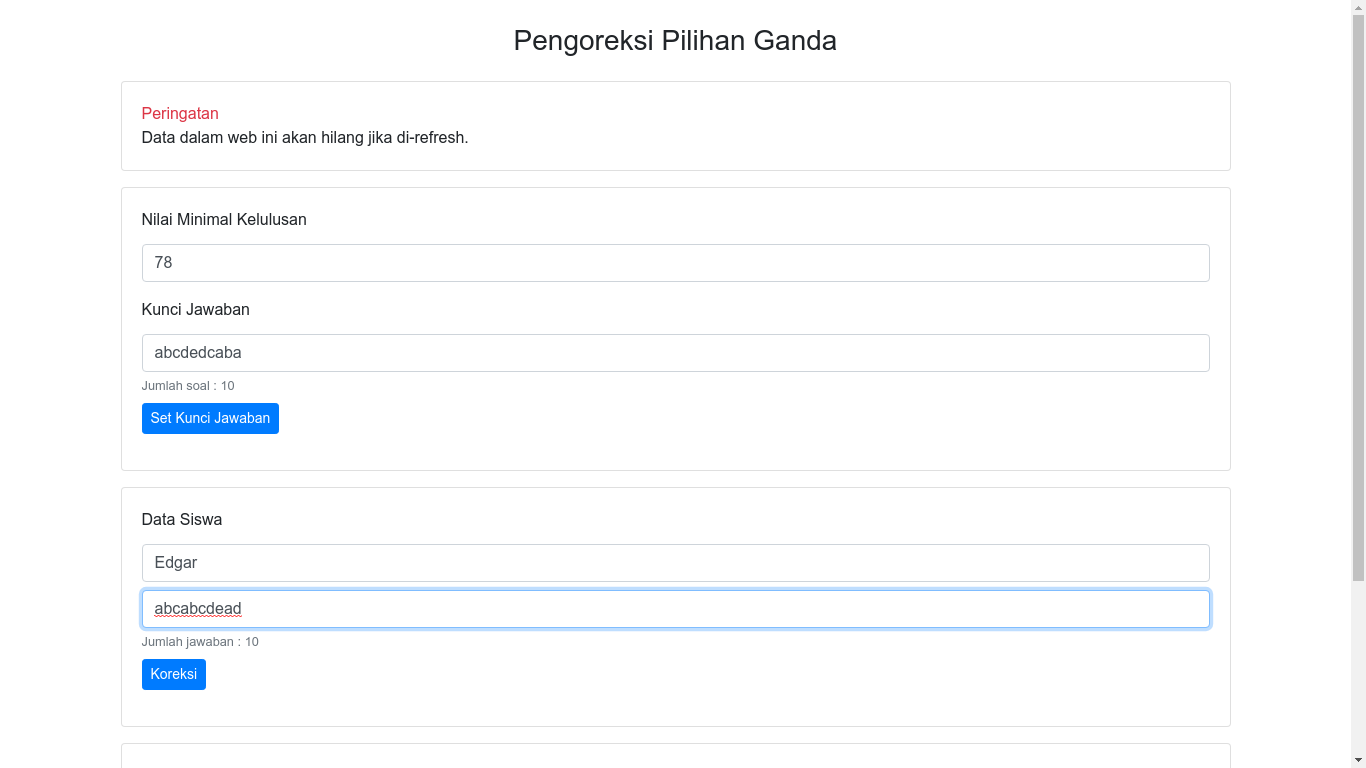 Pengoreksi Pilihan Ganda
Peringatan
Data dalam web ini akan hilang jika di-refresh.
Nilai Minimal Kelulusan
78
Kunci Jawaban
abcdedcaba
Jumlah soal : 10
Set Kunci Jawaban
Data Siswa
Edgar
abcabcdead
Jumlah jawaban : 10
Koreksi